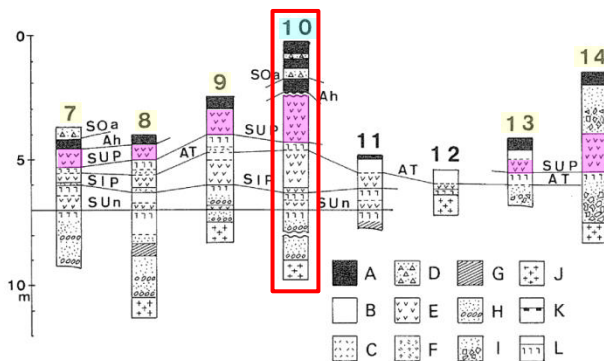 0
5
10
m
7
8
9
10
11
12
13
14
SOa
Ah
SUP
SIP
SUn
AT
SUP
SIP
SOa
Ah
SUn
AT
SUP
AT
A
D
G
J
B
E
H
K
C
F
I
L